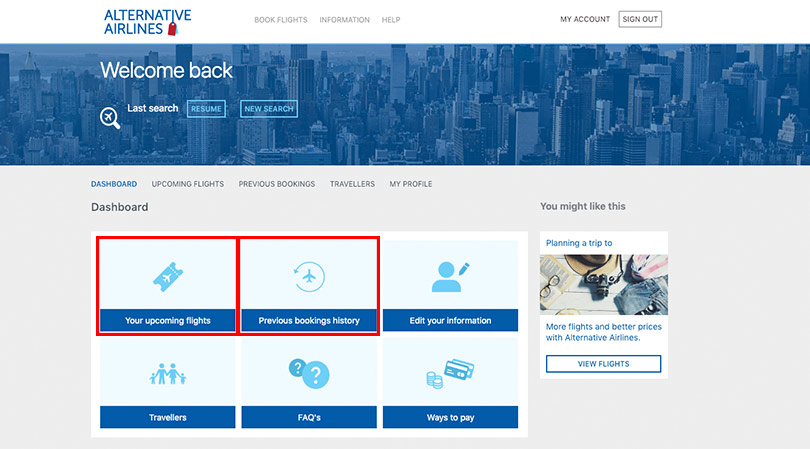 ALTERNATIVE
AIRLINES
BOOK FLIGHTS INFORMATION HELP
MY ACCOUNT SIGN OUT
Welcome back
Last search RESUME NEW SEARCH
DASHBOARD UPCOMING FLIGHTS PREVIOUS BOOKINGS TRAVELLERS MY PROFILE
Dashboard
Your upcoming flights
Previous bookings history
Edit your information
? ?
Travellers
FAQ's
Ways to pay
You might like this
Planning a trip to
More flights and better prices
with Alternative Airlines.
VIEW FLIGHTS